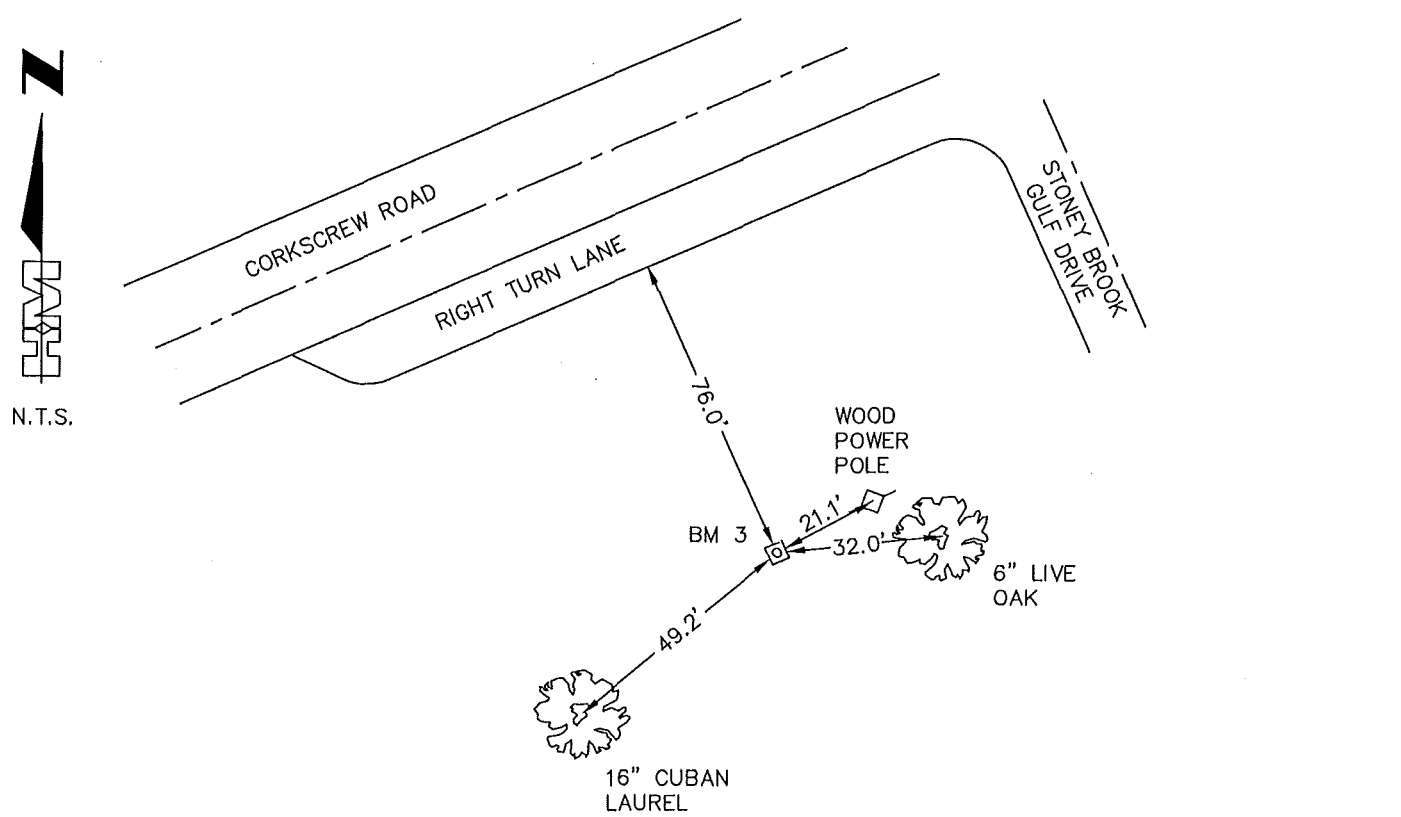 N
N.T.S.
CORKSCREW ROAD
RIGHT TURN LANE
STONEY BROOK
GULF DRIVE
76.0'
WOOD
POWER
POLE
21.1'
BM 3
32.0'
6" LIVE
OAK
49.2'
16" CUBAN
LAUREL